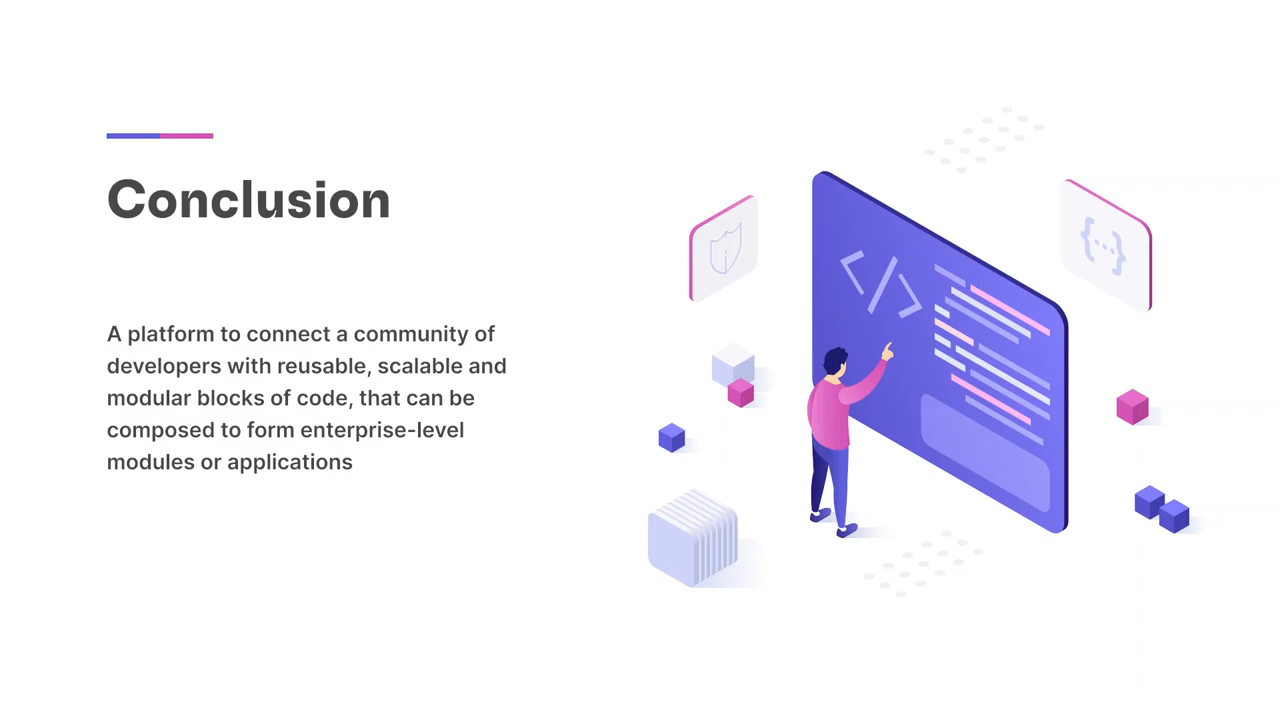 Conclusion
A platform to connect a community of
developers with reusable, scalable and
modular blocks of code, that can be
composed to form enterprise-level
modules or applications